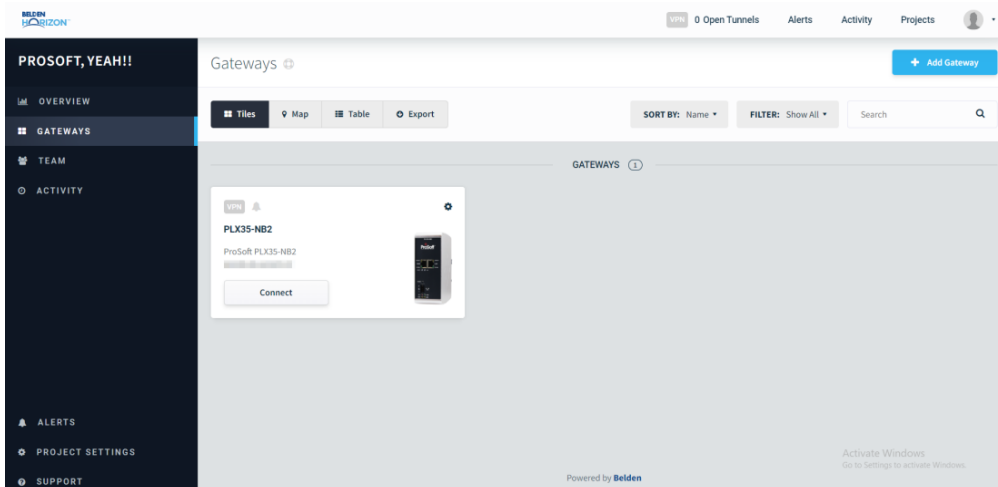 BELDEN
HORIZON
VPN 0 Open Tunnels Alerts Activity Projects
PROSOFT, YEAH!!
Gateways
Add Gateway
OVERVIEW
GATEWAYS
TEAM
ACTIVITY
Tiles Map Table Export SORT BY: Name FILTER: Show All Search
GATEWAYS 1
VPN
PLX35-NB2
ProSoft PLX35-NB2
Connect
ProSoft
ALERTS
PROJECT SETTINGS
SUPPORT
Activate Windows
Go to Settings to activate Windows.
Powered by Belden